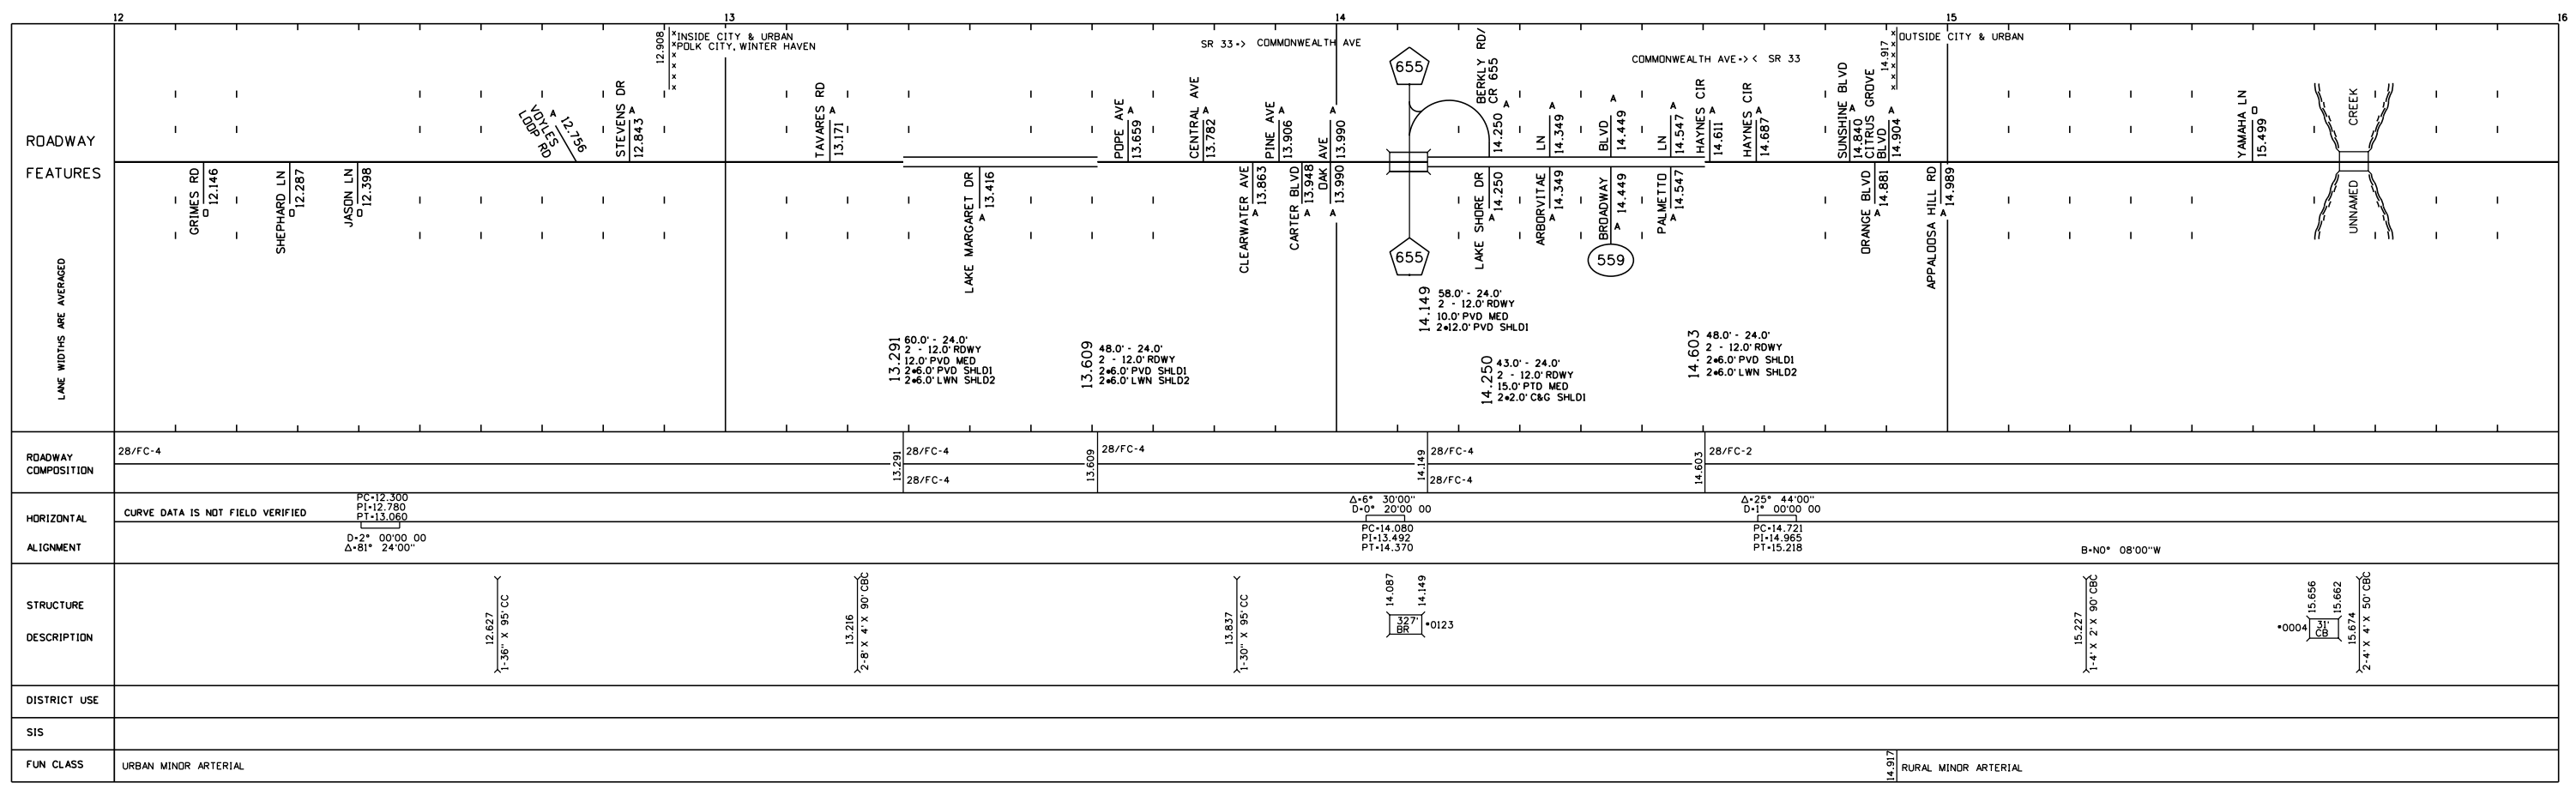 12
13
14
15
16
12.908
INSIDE CITY & URBAN
POLK CITY, WINTER HAVEN
SR 33 => COMMONWEALTH AVE
COMMONWEALTH AVE => < SR 33
14.917
OUTSIDE CITY & URBAN
ROADWAY
FEATURES
LANE WIDTHS ARE AVERAGED
GRIMES RD
12.146
SHEPHARD LN
12.287
JASON LN
12.398
VOYLES
LOOP RD
A 12.756
STEVENS DR
12.843 A
TAVARES RD
13.171 A
LAKE MARGARET DR
A 13.416
POPE AVE
13.659 A
CENTRAL AVE
13.782 A
CLEARWATER AVE
A 13.863
PINE AVE
13.906 A
CARTER BLVD
A 13.948
OAK AVE
13.990 A
A 13.990
655
655
BERKLY RD/
CR 655
14.250 A
LAKE SHORE DR
A 14.250
ARBORVITAE LN
14.349 A
A 14.349
BROADWAY BLVD
14.449 A
A 14.449
559
PALMETTO LN
14.547 A
A 14.547
HAYNES CIR
14.611 A
HAYNES CIR
14.687 A
SUNSHINE BLVD
14.840 A
CITRUS GROVE
BLVD
14.904 A
ORANGE BLVD
A 14.881
APPALOOSA HILL RD
A 14.989
YAMAHA LN
15.499
UNNAMED CREEK
13.291
60.0' - 24.0'
2 - 12.0' RDWY
12.0' PVD MED
2•6.0' PVD SHLD1
2•6.0' LWN SHLD2
13.609
48.0' - 24.0'
2 - 12.0' RDWY
2•6.0' PVD SHLD1
2•6.0' LWN SHLD2
14.149
58.0' - 24.0'
2 - 12.0' RDWY
10.0' PVD MED
2•12.0' PVD SHLD1
14.250
43.0' - 24.0'
2 - 12.0' RDWY
15.0' PTD MED
2•2.0' C&G SHLD1
14.603
48.0' - 24.0'
2 - 12.0' RDWY
2•6.0' PVD SHLD1
2•6.0' LWN SHLD2
ROADWAY
COMPOSITION
28/FC-4
13.291
28/FC-4
28/FC-4
13.609
28/FC-4
14.149
28/FC-4
28/FC-4
14.603
28/FC-2
HORIZONTAL
ALIGNMENT
CURVE DATA IS NOT FIELD VERIFIED
PC=12.300
PI=12.780
PT=13.060
D=2° 00'00 00
Δ=81° 24'00"
Δ=6° 30'00"
D=0° 20'00 00
PC=14.080
PI=13.492
PT=14.370
Δ=25° 44'00"
D=1° 00'00 00
PC=14.721
PI=14.965
PT=15.218
B=N0° 08'00"W
STRUCTURE
DESCRIPTION
12.627
1-36" X 95' CC
13.216
2-8' X 4' X 90' CBC
13.837
1-30" X 95' CC
14.087
14.149
327'
BR
•0123
15.227
1-4' X 2' X 90' CBC
15.656
15.662
•0004
31'
CB
15.674
2-4' X 4' X 50' CBC
DISTRICT USE
SIS
FUN CLASS
URBAN MINOR ARTERIAL
14.917
RURAL MINOR ARTERIAL